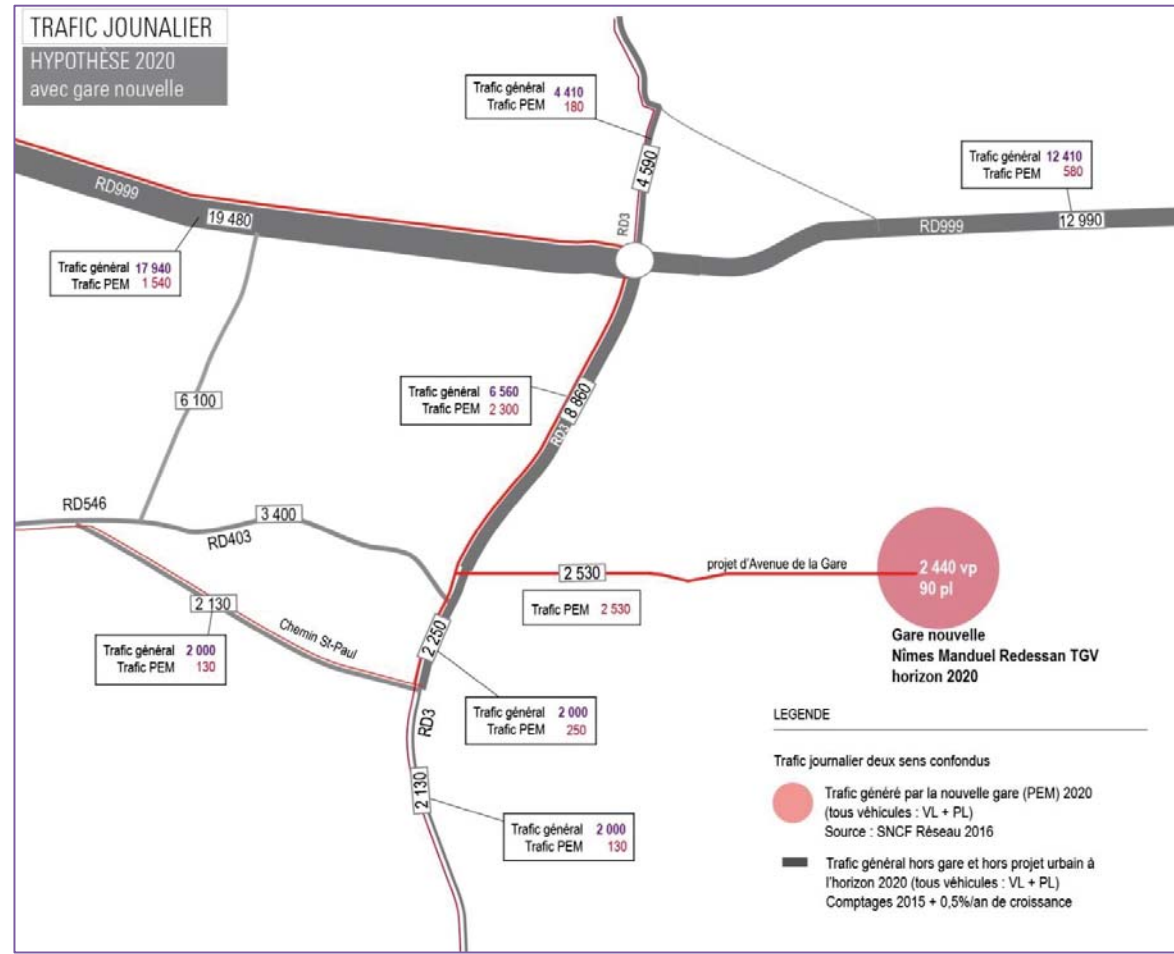 TRAFIC JOUNALIER
HYPOTHÈSE 2020
avec gare nouvelle
Trafic général 4 410
Trafic PEM 180
4 590
RD3
Trafic général 12 410
Trafic PEM 580
RD999
12 990
RD999
19 480
Trafic général 17 940
Trafic PEM 1 540
6 100
Trafic général 6 560
Trafic PEM 2 300
8 860
RD3
RD546
3 400
RD403
2 530
projet d'Avenue de la Gare
2 440 vp
90 pl
Trafic PEM 2 530
Gare nouvelle
Nîmes Manduel Redessan TGV
horizon 2020
2 130
Chemin St-Paul
2 250
Trafic général 2 000
Trafic PEM 130
Trafic général 2 000
Trafic PEM 250
RD3
2 130
Trafic général 2 000
Trafic PEM 130
LEGENDE
Trafic journalier deux sens confondus
Trafic généré par la nouvelle gare (PEM) 2020
(tous véhicules : VL + PL)
Source : SNCF Réseau 2016
Trafic général hors gare et hors projet urbain à
l'horizon 2020 (tous véhicules : VL + PL)
Comptages 2015 + 0,5%/an de croissance